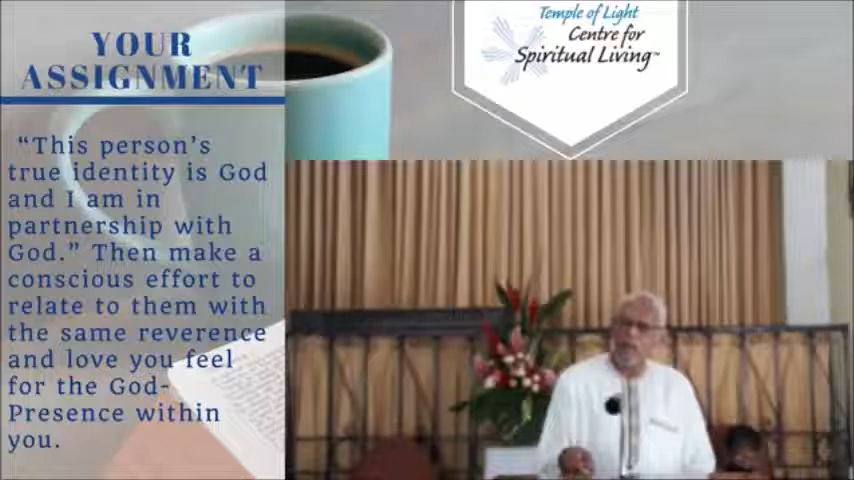 YOUR
ASSIGNMENT
“This person’s
true identity is God
and I am in
partnership with
God.” Then make a
conscious effort to
relate to them with
the same reverence
and love you feel
for the God-
Presence within
you.
Temple of Light
Centre for
Spiritual Living™